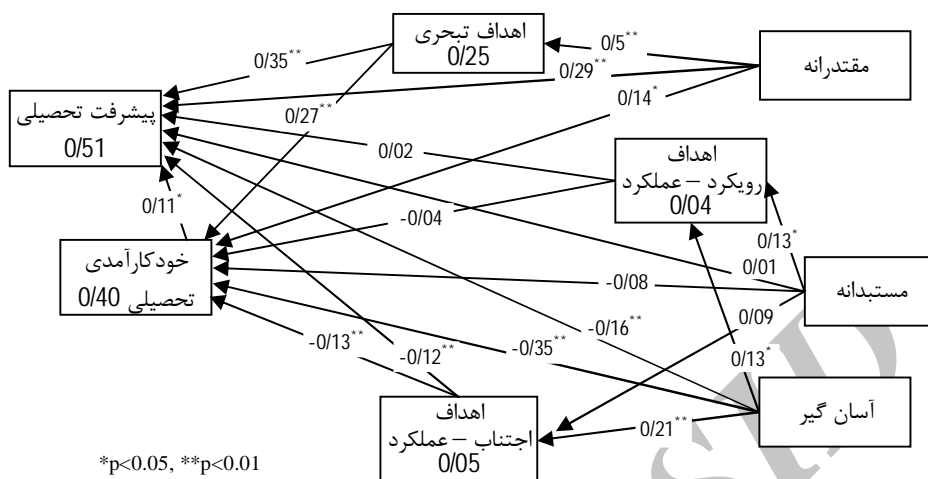 اهداف تبحری
0/25
0/5**
مقتدرانه
0/35**
0/29**
0/14*
پیشرفت تحصیلی
0/51
0/27**
0/02
اهداف
رویکرد – عملکرد
0/04
0/11*
-0/04
0/13*
خودکارآمدی
تحصیلی 0/40
-0/08
0/01
مستبدانه
0/09
-0/13**
-0/12**
-0/35**
-0/16**
0/13*
آسان گیر
اهداف
اجتناب – عملکرد
0/05
0/21**
*p<0.05, **p<0.01
SID